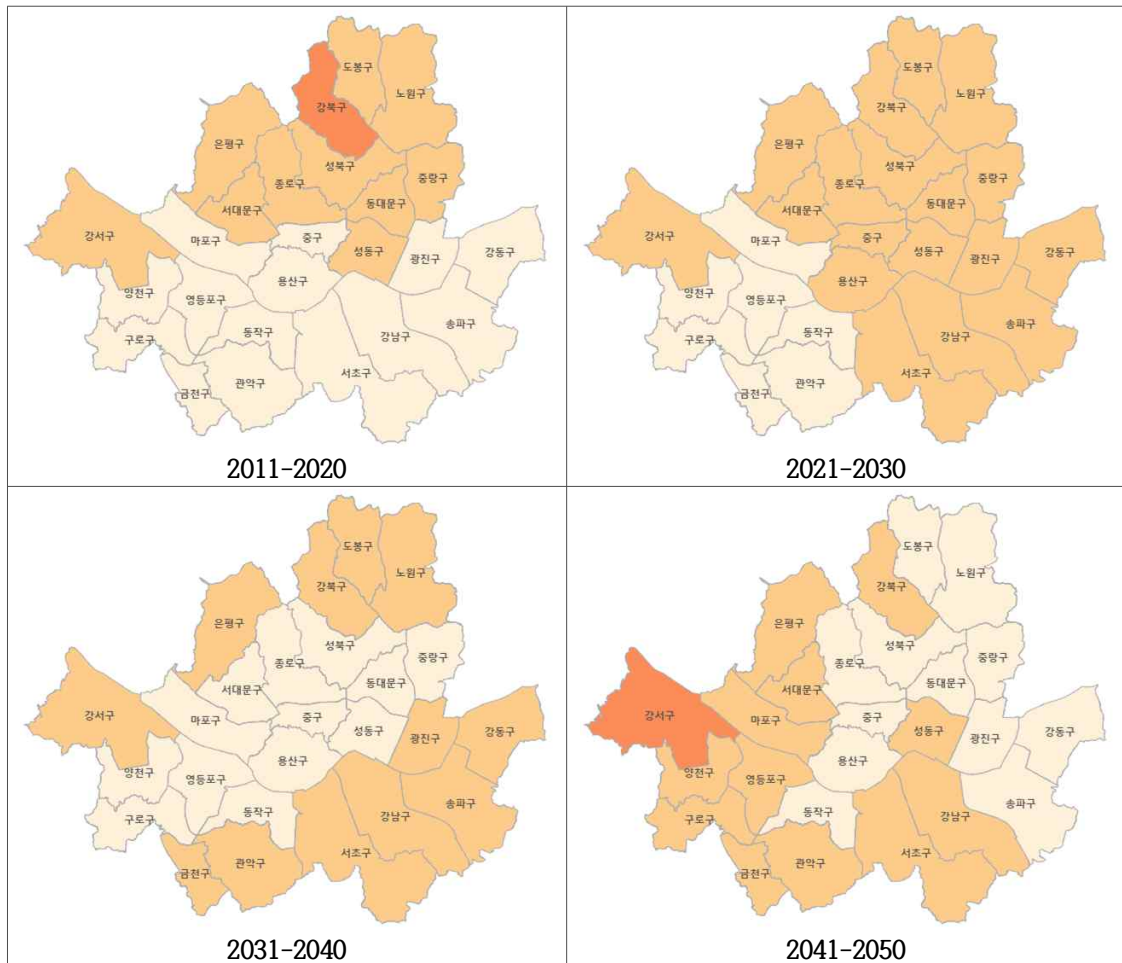 도봉구
노원구
강북구
은평구
성북구
중랑구
종로구
동대문구
서대문구
강서구
마포구
중구
성동구
광진구
강동구
용산구
양천구
영등포구
송파구
동작구
강남구
구로구
서초구
관악구
금천구
2011-2020
도봉구
노원구
강북구
은평구
성북구
중랑구
종로구
동대문구
서대문구
강서구
마포구
중구
성동구
광진구
강동구
용산구
양천구
영등포구
송파구
동작구
강남구
구로구
서초구
관악구
금천구
2021-2030
도봉구
노원구
강북구
은평구
성북구
중랑구
종로구
동대문구
서대문구
강서구
마포구
중구
성동구
광진구
강동구
용산구
양천구
영등포구
송파구
동작구
강남구
구로구
서초구
관악구
금천구
2031-2040
도봉구
노원구
강북구
은평구
성북구
중랑구
종로구
동대문구
서대문구
강서구
마포구
중구
성동구
광진구
강동구
용산구
양천구
영등포구
송파구
동작구
강남구
구로구
서초구
관악구
금천구
2041-2050